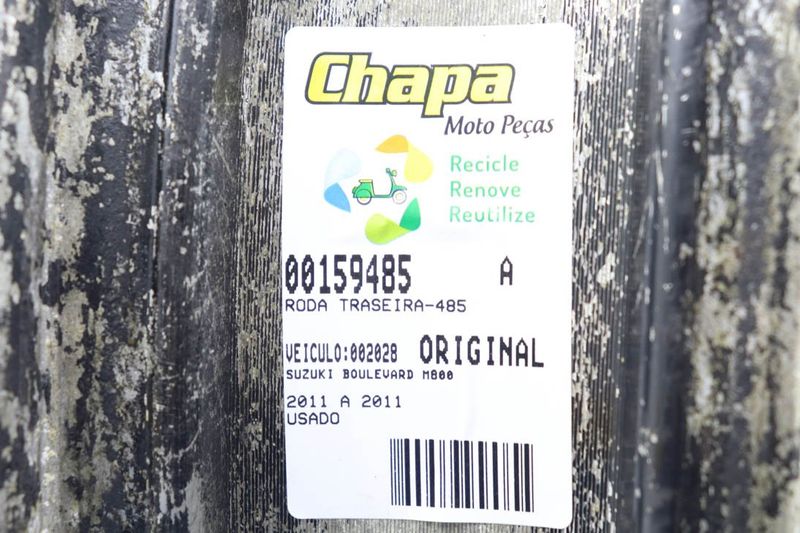 Chapa
Moto Peças
Recicle
Renove
Reutilize
00159485 A
RODA TRASEIRA-485
VEICULO:002028 ORIGINAL
SUZUKI BOULEVARD M800
2011 A 2011
USADO